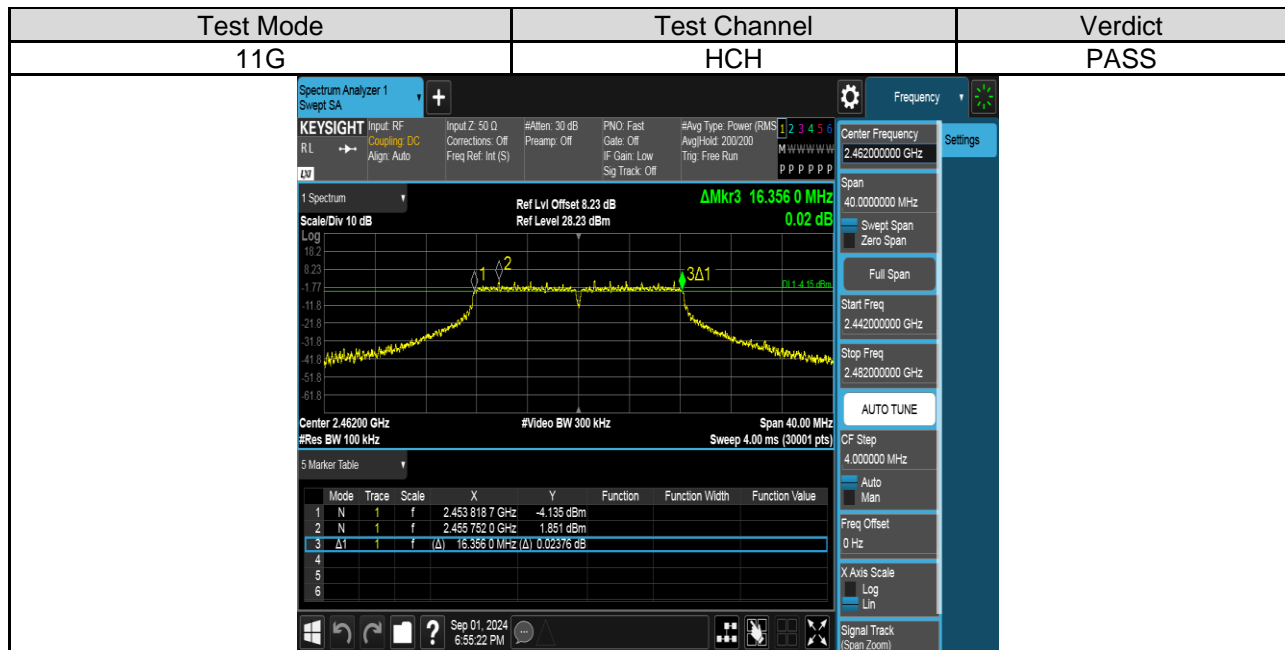 Test Mode Test Channel Verdict
11G HCH PASS
Spectrum Analyzer 1
Swept SA
+
Frequency
KEYSIGHT
RL
LXI
Input: RF
Coupling: DC
Align: Auto
Input Z: 50 Ω
Corrections: Off
Freq Ref: Int (S)
#Atten: 30 dB
Preamp: Off
PNO: Fast
Gate: Off
IF Gain: Low
Sig Track: Off
#Avg Type: Power (RMS
Avg|Hold: 200/200
Trig: Free Run
1 2 3 4 5 6
M W W W W W
P P P P P P
Center Frequency
2.462000000 GHz
Settings
Span
40.0000000 MHz
Swept Span
Zero Span
Full Span
Start Freq
2.442000000 GHz
Stop Freq
2.482000000 GHz
AUTO TUNE
CF Step
4.000000 MHz
Auto
Man
Freq Offset
0 Hz
X Axis Scale
Log
Lin
Signal Track
(Span Zoom)
1 Spectrum
Scale/Div 10 dB
Ref Lvl Offset 8.23 dB
Ref Level 28.23 dBm
ΔMkr3 16.356 0 MHz
0.02 dB
Log
18.2
8.23
-1.77
-11.8
-21.8
-31.8
-41.8
-51.8
-61.8
1
2
3Δ1
DL1 -4.15 dBm
Center 2.46200 GHz #Video BW 300 kHz Span 40.00 MHz
#Res BW 100 kHz Sweep 4.00 ms (30001 pts)
5 Marker Table
Mode Trace Scale X Y Function Function Width Function Value
1 N 1 f 2.453 818 7 GHz -4.135 dBm
2 N 1 f 2.455 752 0 GHz 1.851 dBm
3 Δ1 1 f (Δ) 16.356 0 MHz (Δ) 0.02376 dB
4
5
6
?
Sep 01, 2024
6:55:22 PM